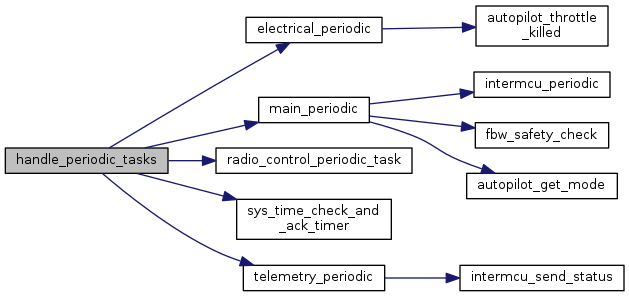 electrical_periodic
autopilot_throttle
_killed
main_periodic
intermcu_periodic
fbw_safety_check
autopilot_get_mode
handle_periodic_tasks
radio_control_periodic_task
sys_time_check_and
_ack_timer
telemetry_periodic
intermcu_send_status